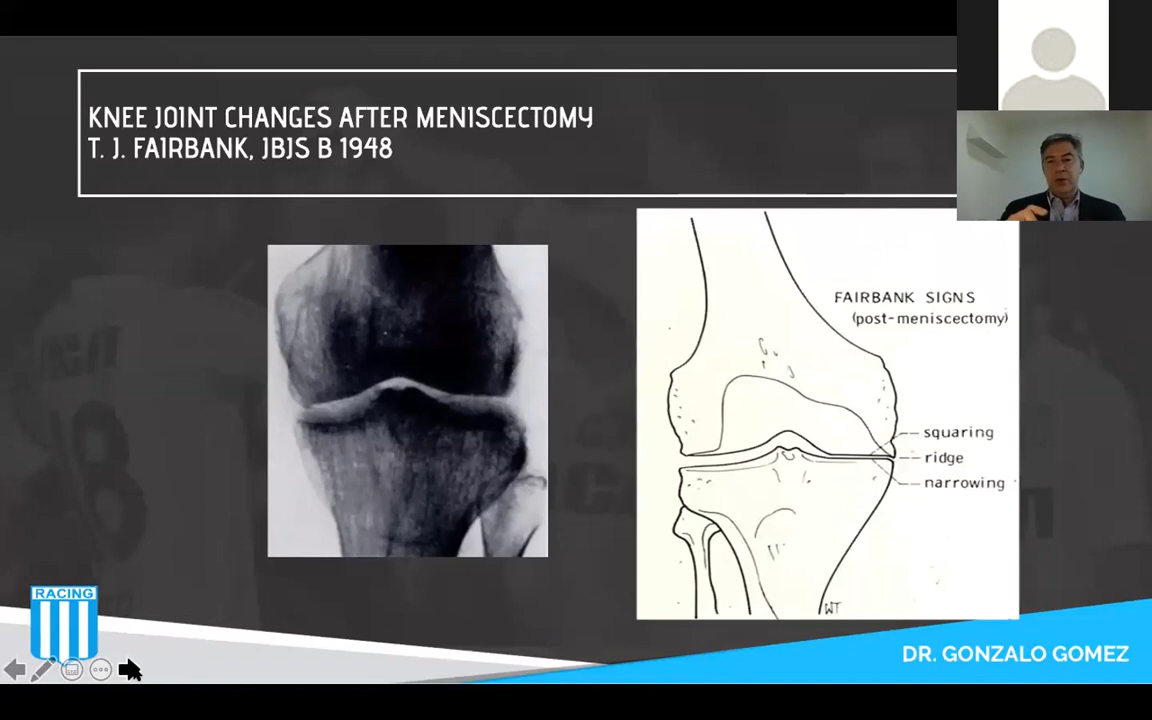 KNEE JOINT CHANGES AFTER MENISCECTOMY
T. J. FAIRBANK, JBJS B 1948
FAIRBANK SIGNS
(post-meniscectomy)
squaring
ridge
narrowing
WT
RACING
DR. GONZALO GOMEZ